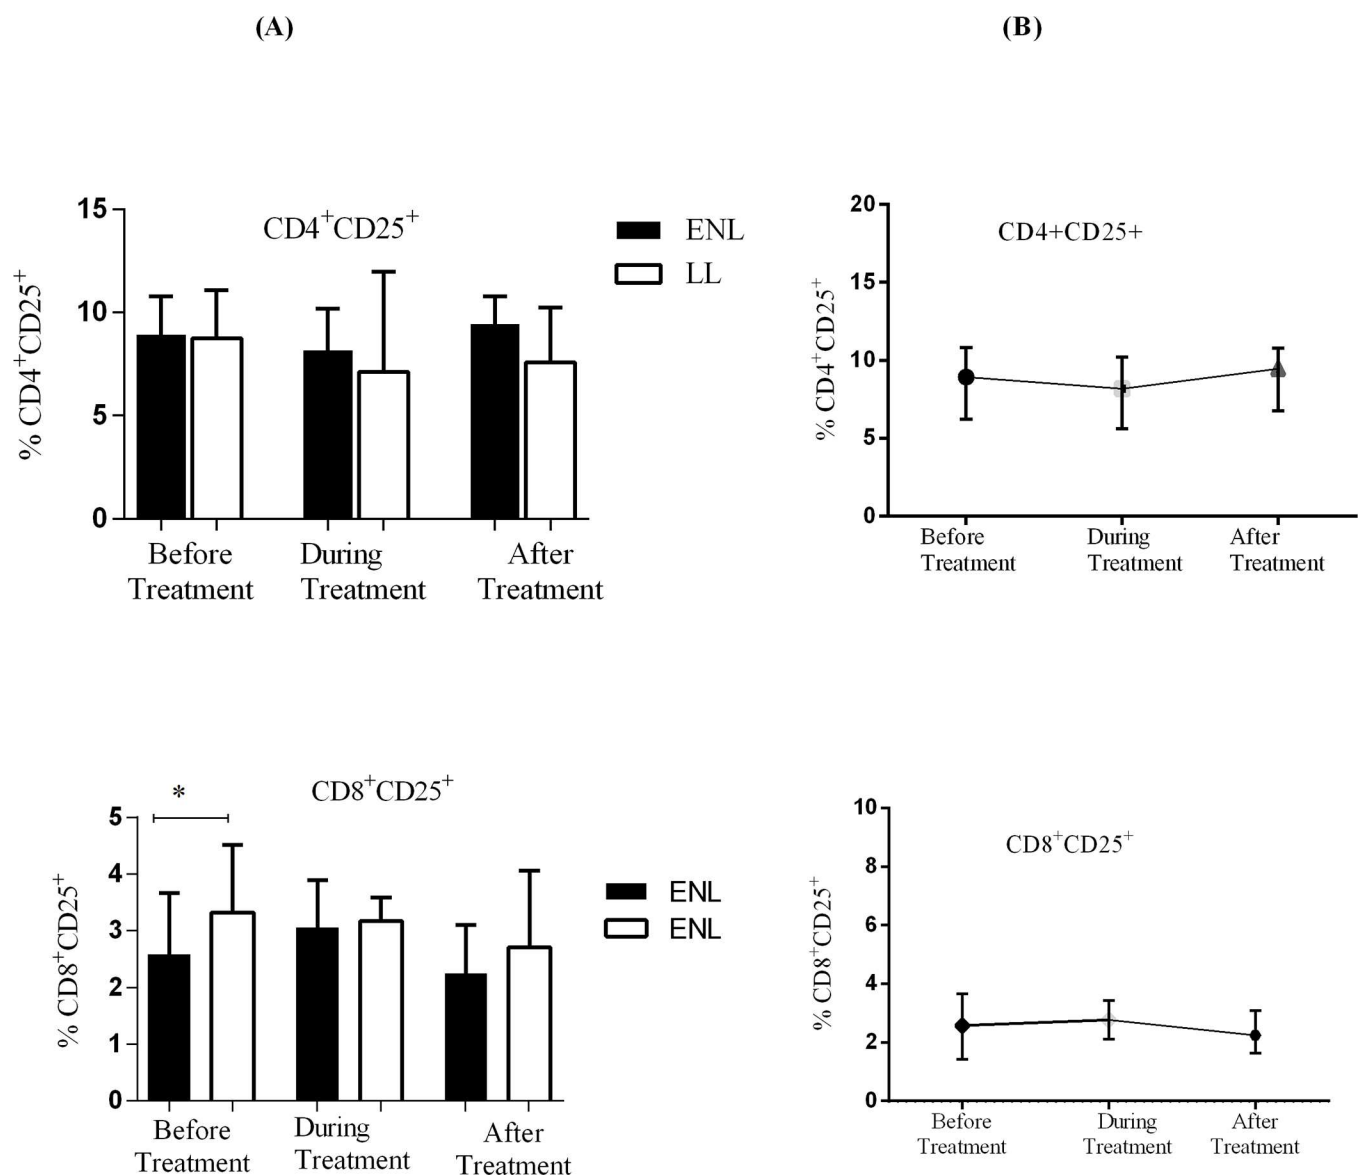 (A)
(B)
CD4⁺CD25⁺
ENL
LL
% CD4⁺CD25⁺
15
10
5
0
Before
Treatment
During
Treatment
After
Treatment
CD4+CD25+
% CD4⁺CD25⁺
20
15
10
5
0
Before
Treatment
During
Treatment
After
Treatment
*
CD8⁺CD25⁺
ENL
ENL
% CD8⁺CD25⁺
5
4
3
2
1
0
Before
Treatment
During
Treatment
After
Treatment
CD8⁺CD25⁺
% CD8⁺CD25⁺
10
8
6
4
2
0
Before
Treatment
During
Treatment
After
Treatment